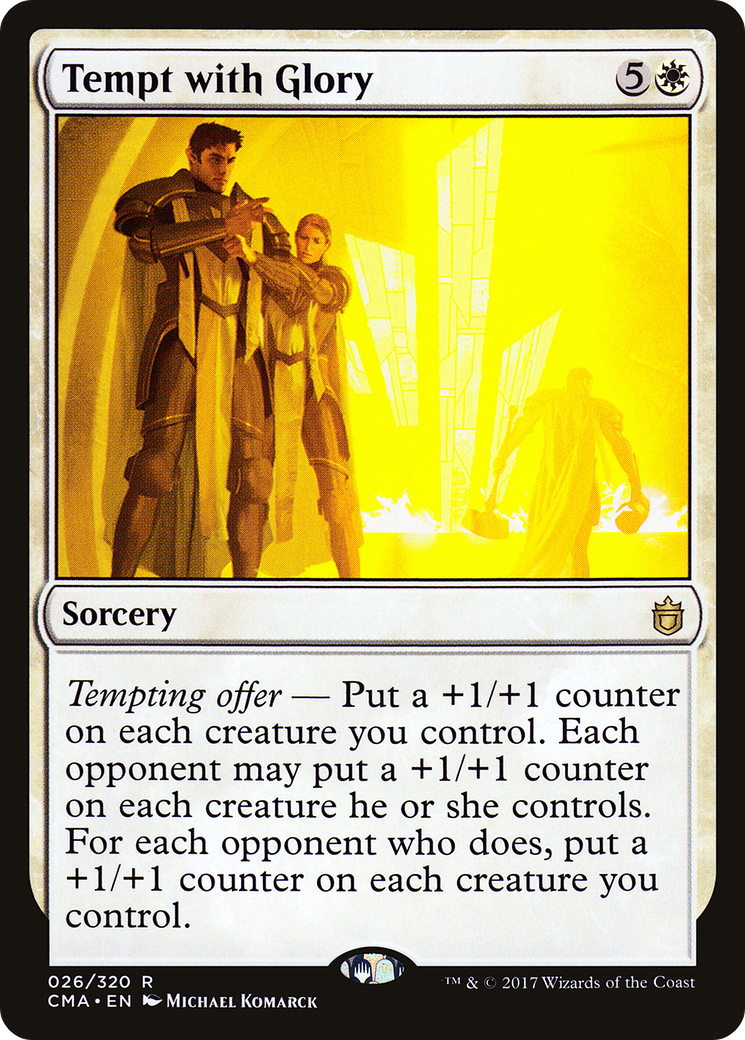 Tempt with Glory 5
Sorcery
Tempting offer — Put a +1/+1 counter
on each creature you control. Each
opponent may put a +1/+1 counter
on each creature he or she controls.
For each opponent who does, put a
+1/+1 counter on each creature you
control.
026/320 R
CMA • EN Michael Komarck
™ & © 2017 Wizards of the Coast